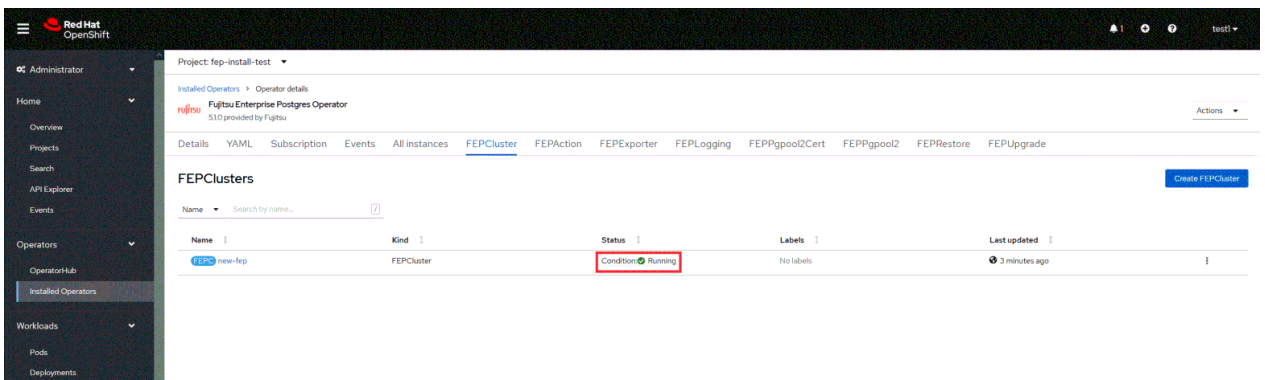 Red Hat
OpenShift
1
test1
Administrator
Project: fep-install-test
Installed Operators > Operator details
FUJITSU
Fujitsu Enterprise Postgres Operator
5.1.0 provided by Fujitsu
Actions
Home
Overview
Projects
Search
API Explorer
Events
Details YAML Subscription Events All instances FEPCluster FEPAction FEPExporter FEPLogging FEPPgpool2Cert FEPPgpool2 FEPRestore FEPUpgrade
FEPClusters
Create FEPCluster
Name Search by name... /
Name Kind Status Labels Last updated
FEPC new-fep FEPCluster Condition: Running No labels 3 minutes ago
Operators
OperatorHub
Installed Operators
Workloads
Pods
Deployments